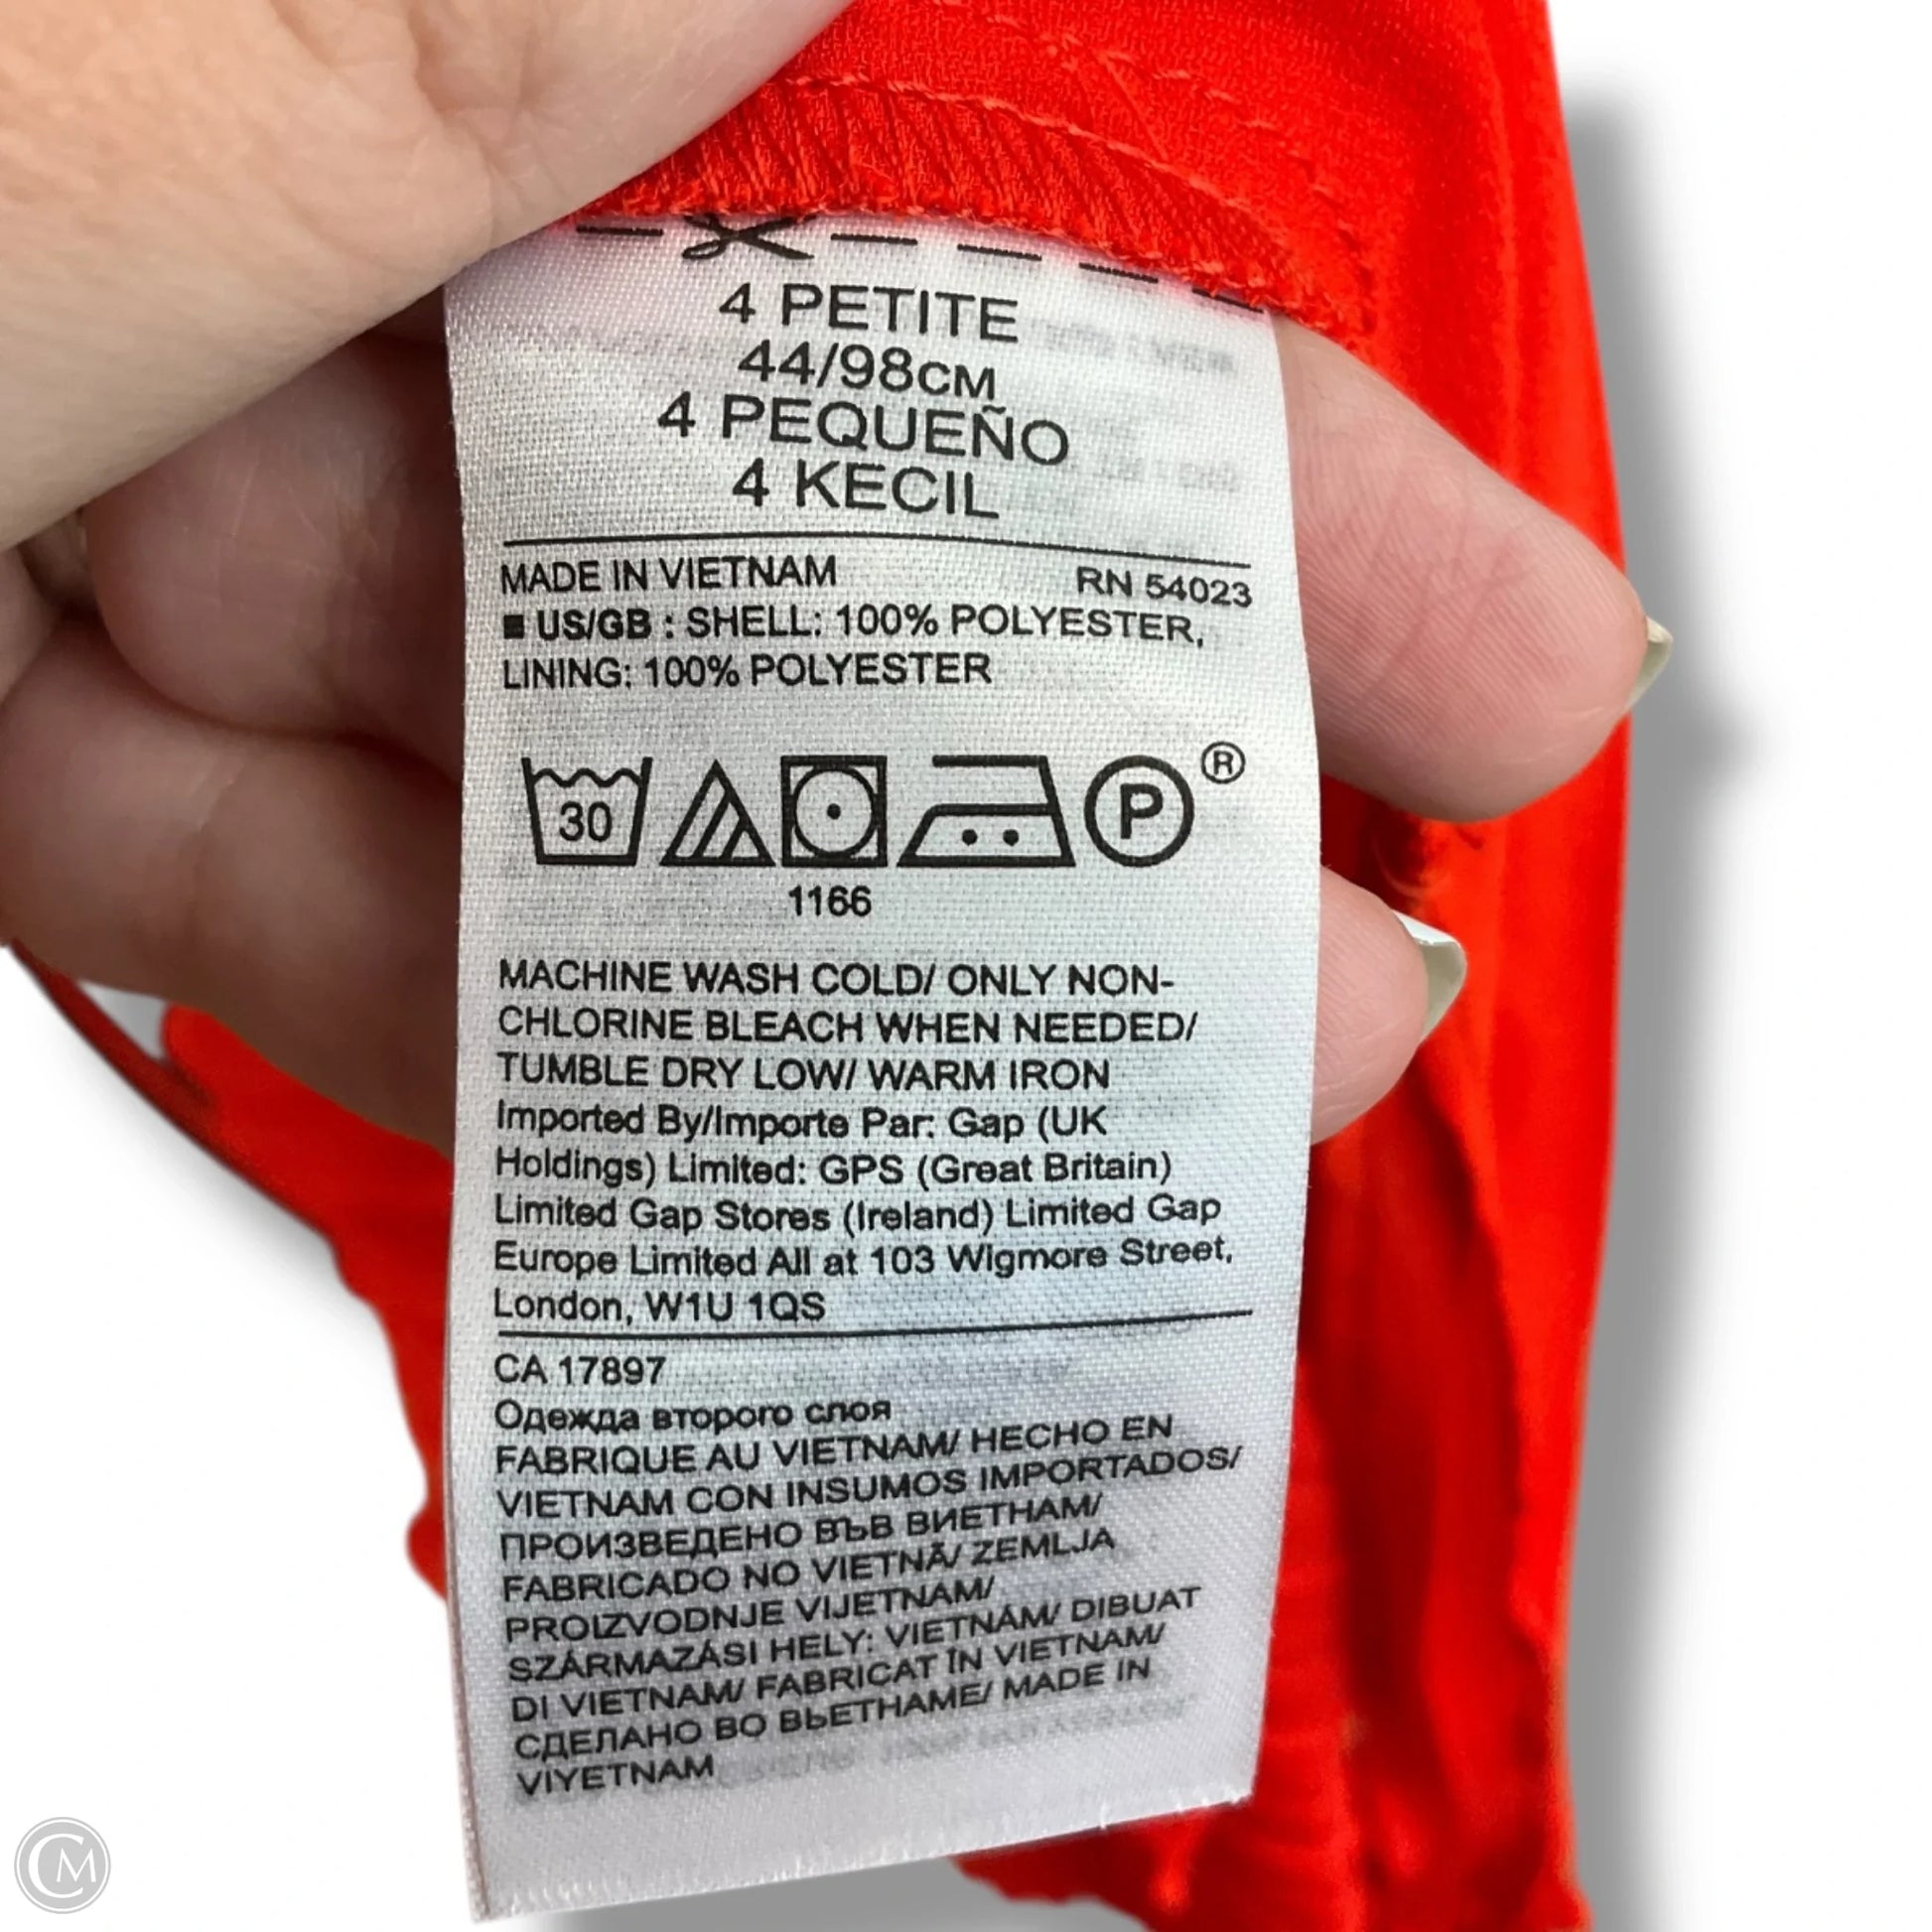 4 PETITE
44/98CM
4 PEQUEÑO
4 KECIL
MADE IN VIETNAM RN 54023
■ US/GB : SHELL: 100% POLYESTER,
LINING: 100% POLYESTER
30 P ®
1166
MACHINE WASH COLD/ ONLY NON-
CHLORINE BLEACH WHEN NEEDED/
TUMBLE DRY LOW/ WARM IRON
Imported By/Importe Par: Gap (UK
Holdings) Limited: GPS (Great Britain)
Limited Gap Stores (Ireland) Limited Gap
Europe Limited All at 103 Wigmore Street,
London, W1U 1QS
CA 17897
Одежда второго слоя
FABRIQUE AU VIETNAM/ HECHO EN
VIETNAM CON INSUMOS IMPORTADOS/
ПРОИЗВЕДЕНО ВЪВ ВИЕТНАМ/
FABRICADO NO VIETNÃ/ ZEMLJA
PROIZVODNJE VIJETNAM/
SZÁRMAZÁSI HELY: VIETNÁM/ DIBUAT
DI VIETNAM/ FABRICAT ÎN VIETNAM/
СДЕЛАНО ВО ВЬЕТНАМЕ/ MADE IN
VIYETNAM
CM